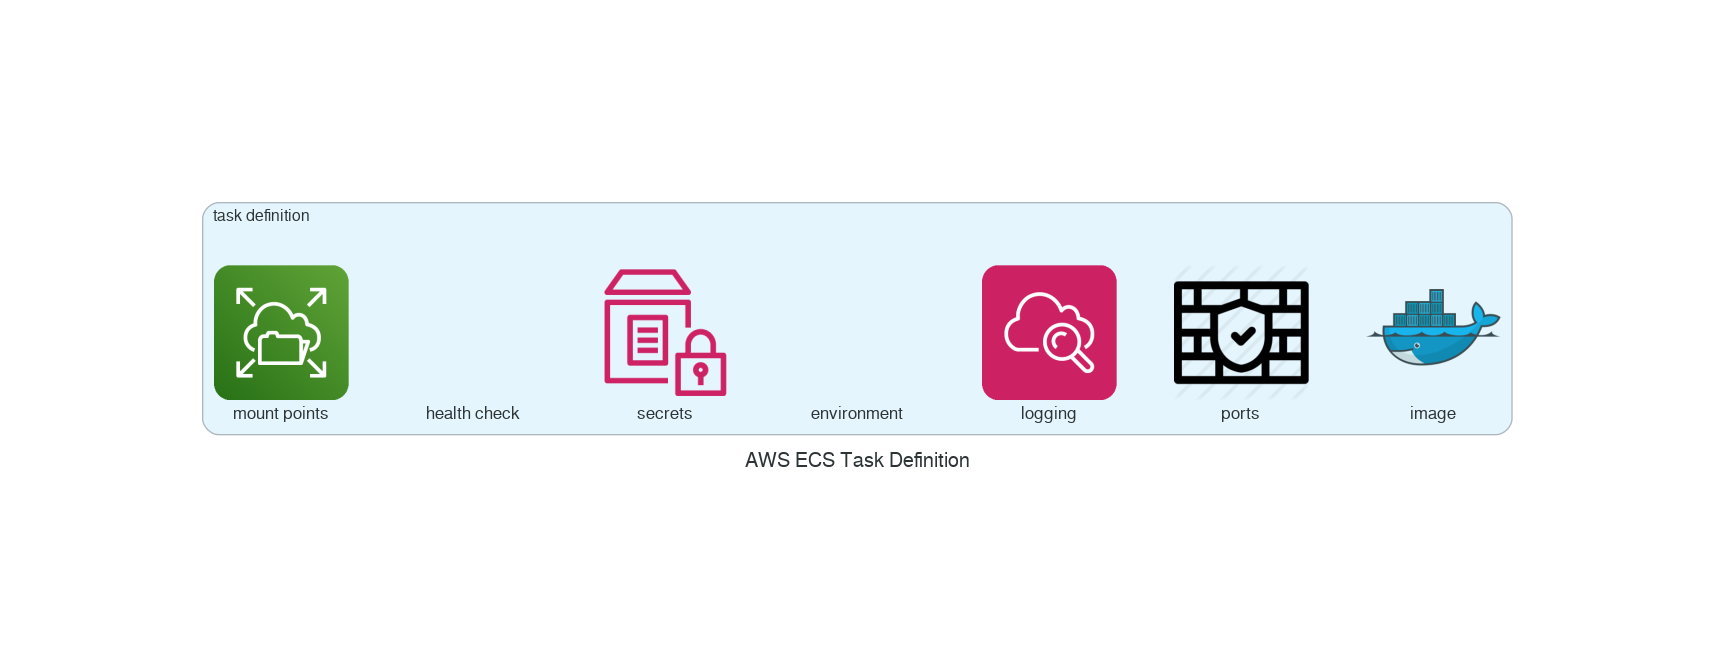 task definition
mount points
health check
secrets
environment
logging
ports
image
AWS ECS Task Definition